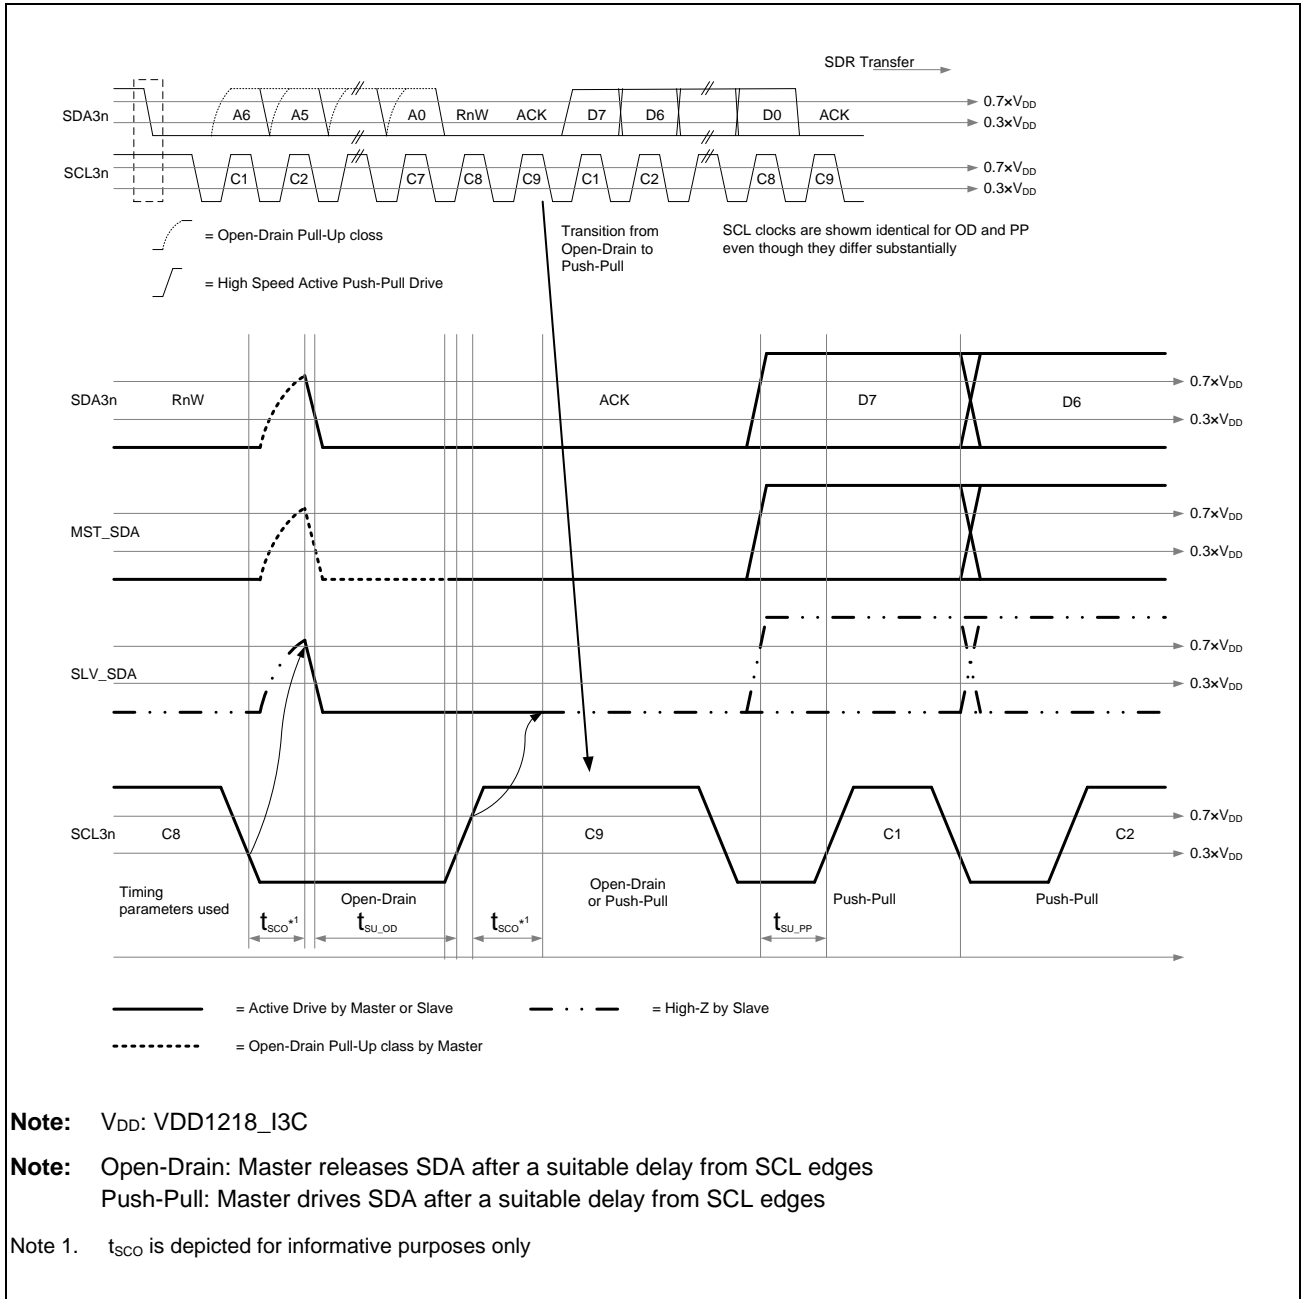 SDR Transfer
SDA3n A6 A5 A0 RnW ACK D7 D6 D0 ACK
0.7×VDD
0.3×VDD
SCL3n C1 C2 C7 C8 C9 C1 C2 C8 C9
0.7×VDD
0.3×VDD
= Open-Drain Pull-Up closs
= High Speed Active Push-Pull Drive
Transition from
Open-Drain to
Push-Pull
SCL clocks are showm identical for OD and PP
even though they differ substantially
SDA3n RnW ACK D7 D6
0.7×VDD
0.3×VDD
MST_SDA
0.7×VDD
0.3×VDD
SLV_SDA
0.7×VDD
0.3×VDD
SCL3n C8 C9 C1 C2
0.7×VDD
0.3×VDD
Timing
parameters used
Open-Drain
Open-Drain
or Push-Pull
Push-Pull
Push-Pull
tSCO*1 tSU_OD tSCO*1 tSU_PP
= Active Drive by Master or Slave
= High-Z by Slave
= Open-Drain Pull-Up class by Master
Note: VDD: VDD1218_I3C
Note: Open-Drain: Master releases SDA after a suitable delay from SCL edges
Push-Pull: Master drives SDA after a suitable delay from SCL edges
Note 1. tSCO is depicted for informative purposes only